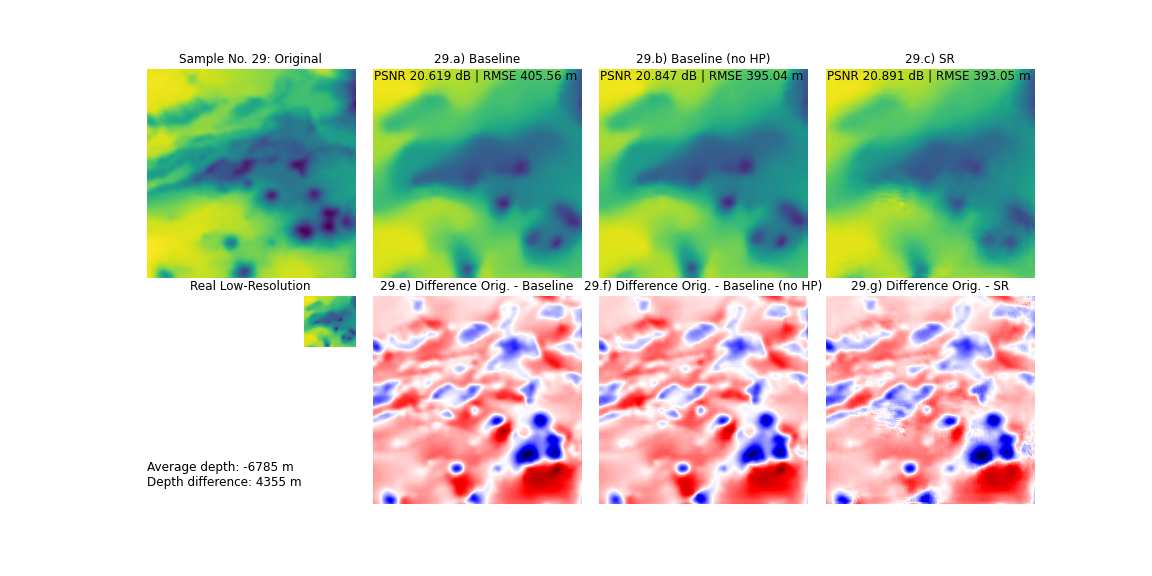 Sample No. 29: Original
29.a) Baseline
29.b) Baseline (no HP)
29.c) SR
PSNR 20.619 dB | RMSE 405.56 m
PSNR 20.847 dB | RMSE 395.04 m
PSNR 20.891 dB | RMSE 393.05 m
Real Low-Resolution
29.e) Difference Orig. - Baseline
29.f) Difference Orig. - Baseline (no HP)
29.g) Difference Orig. - SR
Average depth: -6785 m
Depth difference: 4355 m